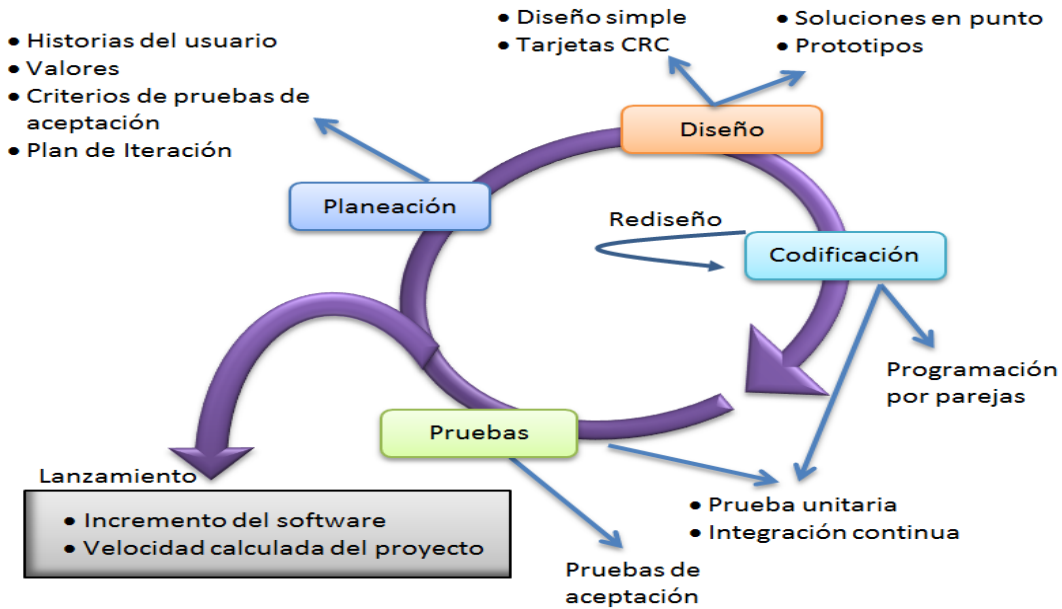 • Historias del usuario
• Valores
• Criterios de pruebas de
aceptación
• Plan de Iteración
• Diseño simple
• Tarjetas CRC
• Soluciones en punto
• Prototipos
Diseño
Planeación
Rediseño
Codificación
Programación
por parejas
Pruebas
Lanzamiento
• Incremento del software
• Velocidad calculada del proyecto
• Prueba unitaria
• Integración continua
Pruebas de
aceptación